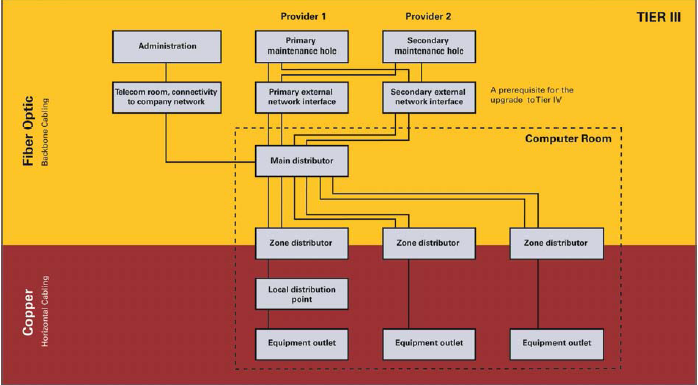 Provider 1
Provider 2
TIER III
Administration
Primary
maintenance hole
Secondary
maintenance hole
Telecom room, connectivity
to company network
Primary external
network interface
Secondary external
network interface
A prerequisite for the
upgrade to Tier IV
Fiber Optic
Backbone Cabling
Computer Room
Main distributor
Zone distributor
Zone distributor
Zone distributor
Copper
Horizontal Cabling
Local distribution
point
Equipment outlet
Equipment outlet
Equipment outlet